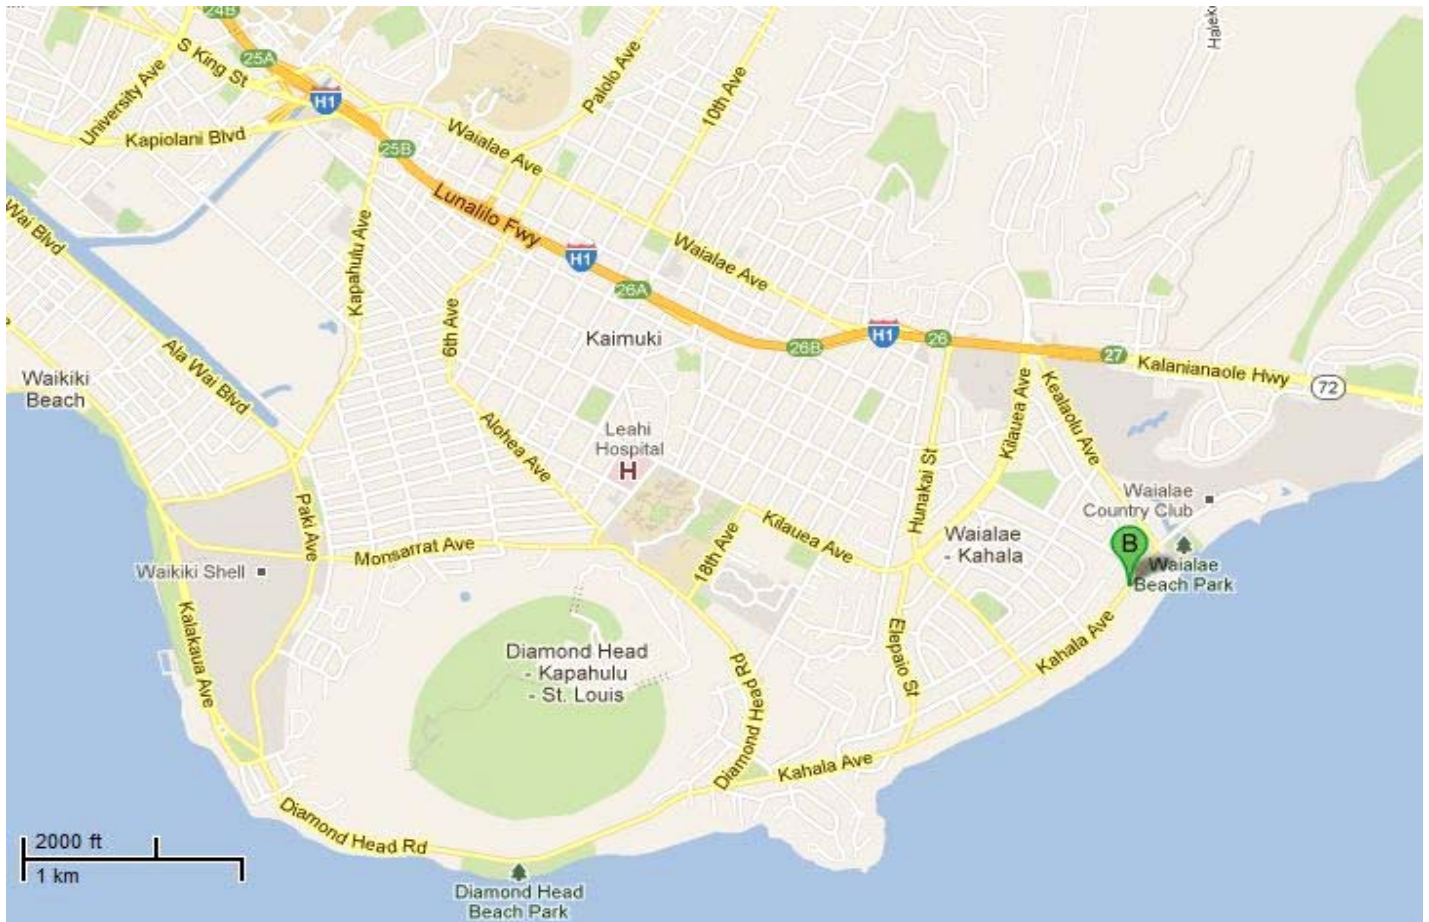 24B
25A
S King St
University Ave
Kapiolani Blvd
H1
25B
Waialae Ave
Palolo Ave
10th Ave
Wai Blvd
Lunalilo Fwy
Kapahulu Ave
H1
26A
Waialae Ave
6th Ave
Kaimuki
26B
H1
26
27
Kalanianaole Hwy
72
Waikiki
Beach
Ala Wai Blvd
Alohea Ave
Leahi
Hospital
H
Kilauea Ave
Kealaolu Ave
Hunakai St
Waialae
Country Club
Paki Ave
Monsarrat Ave
Kilauea Ave
18th Ave
Waialae
- Kahala
B
Waialae
Beach Park
Waikiki Shell
Kalakaua Ave
Diamond Head
- Kapahulu
- St. Louis
Elepaio St
Kahala Ave
Diamond Head Rd
Kahala Ave
Diamond Head Rd
2000 ft
1 km
Diamond Head
Beach Park